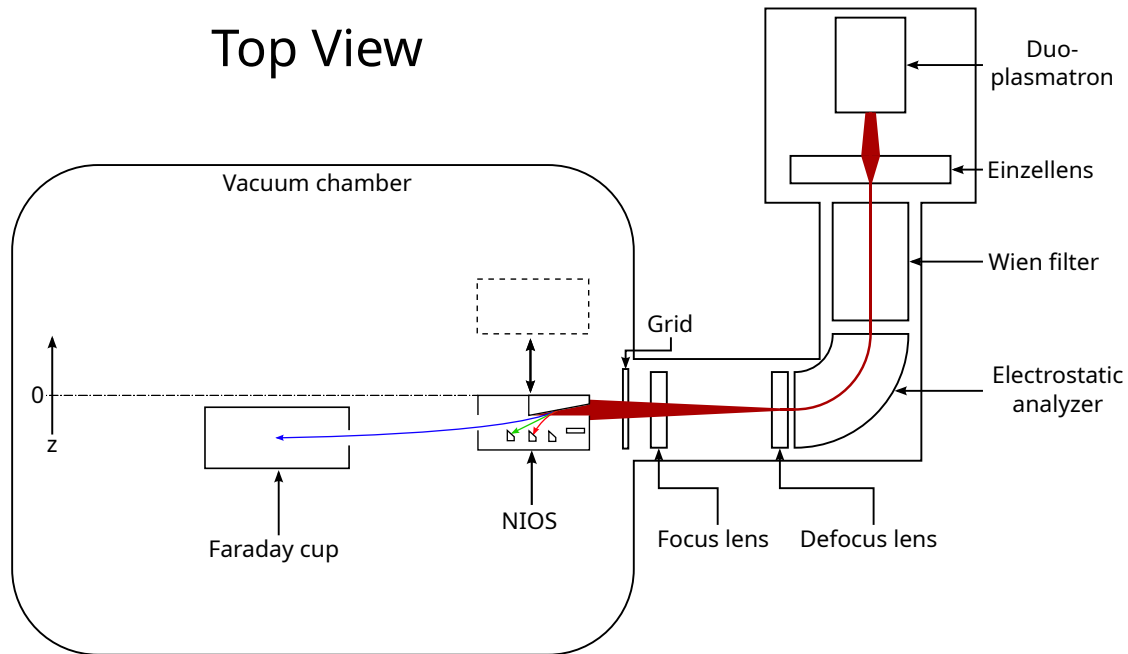 Top View
Duo-
plasmatron
Einzellens
Vacuum chamber
Wien filter
Grid
Electrostatic
analyzer
0
z
NIOS
Faraday cup
Focus lens
Defocus lens